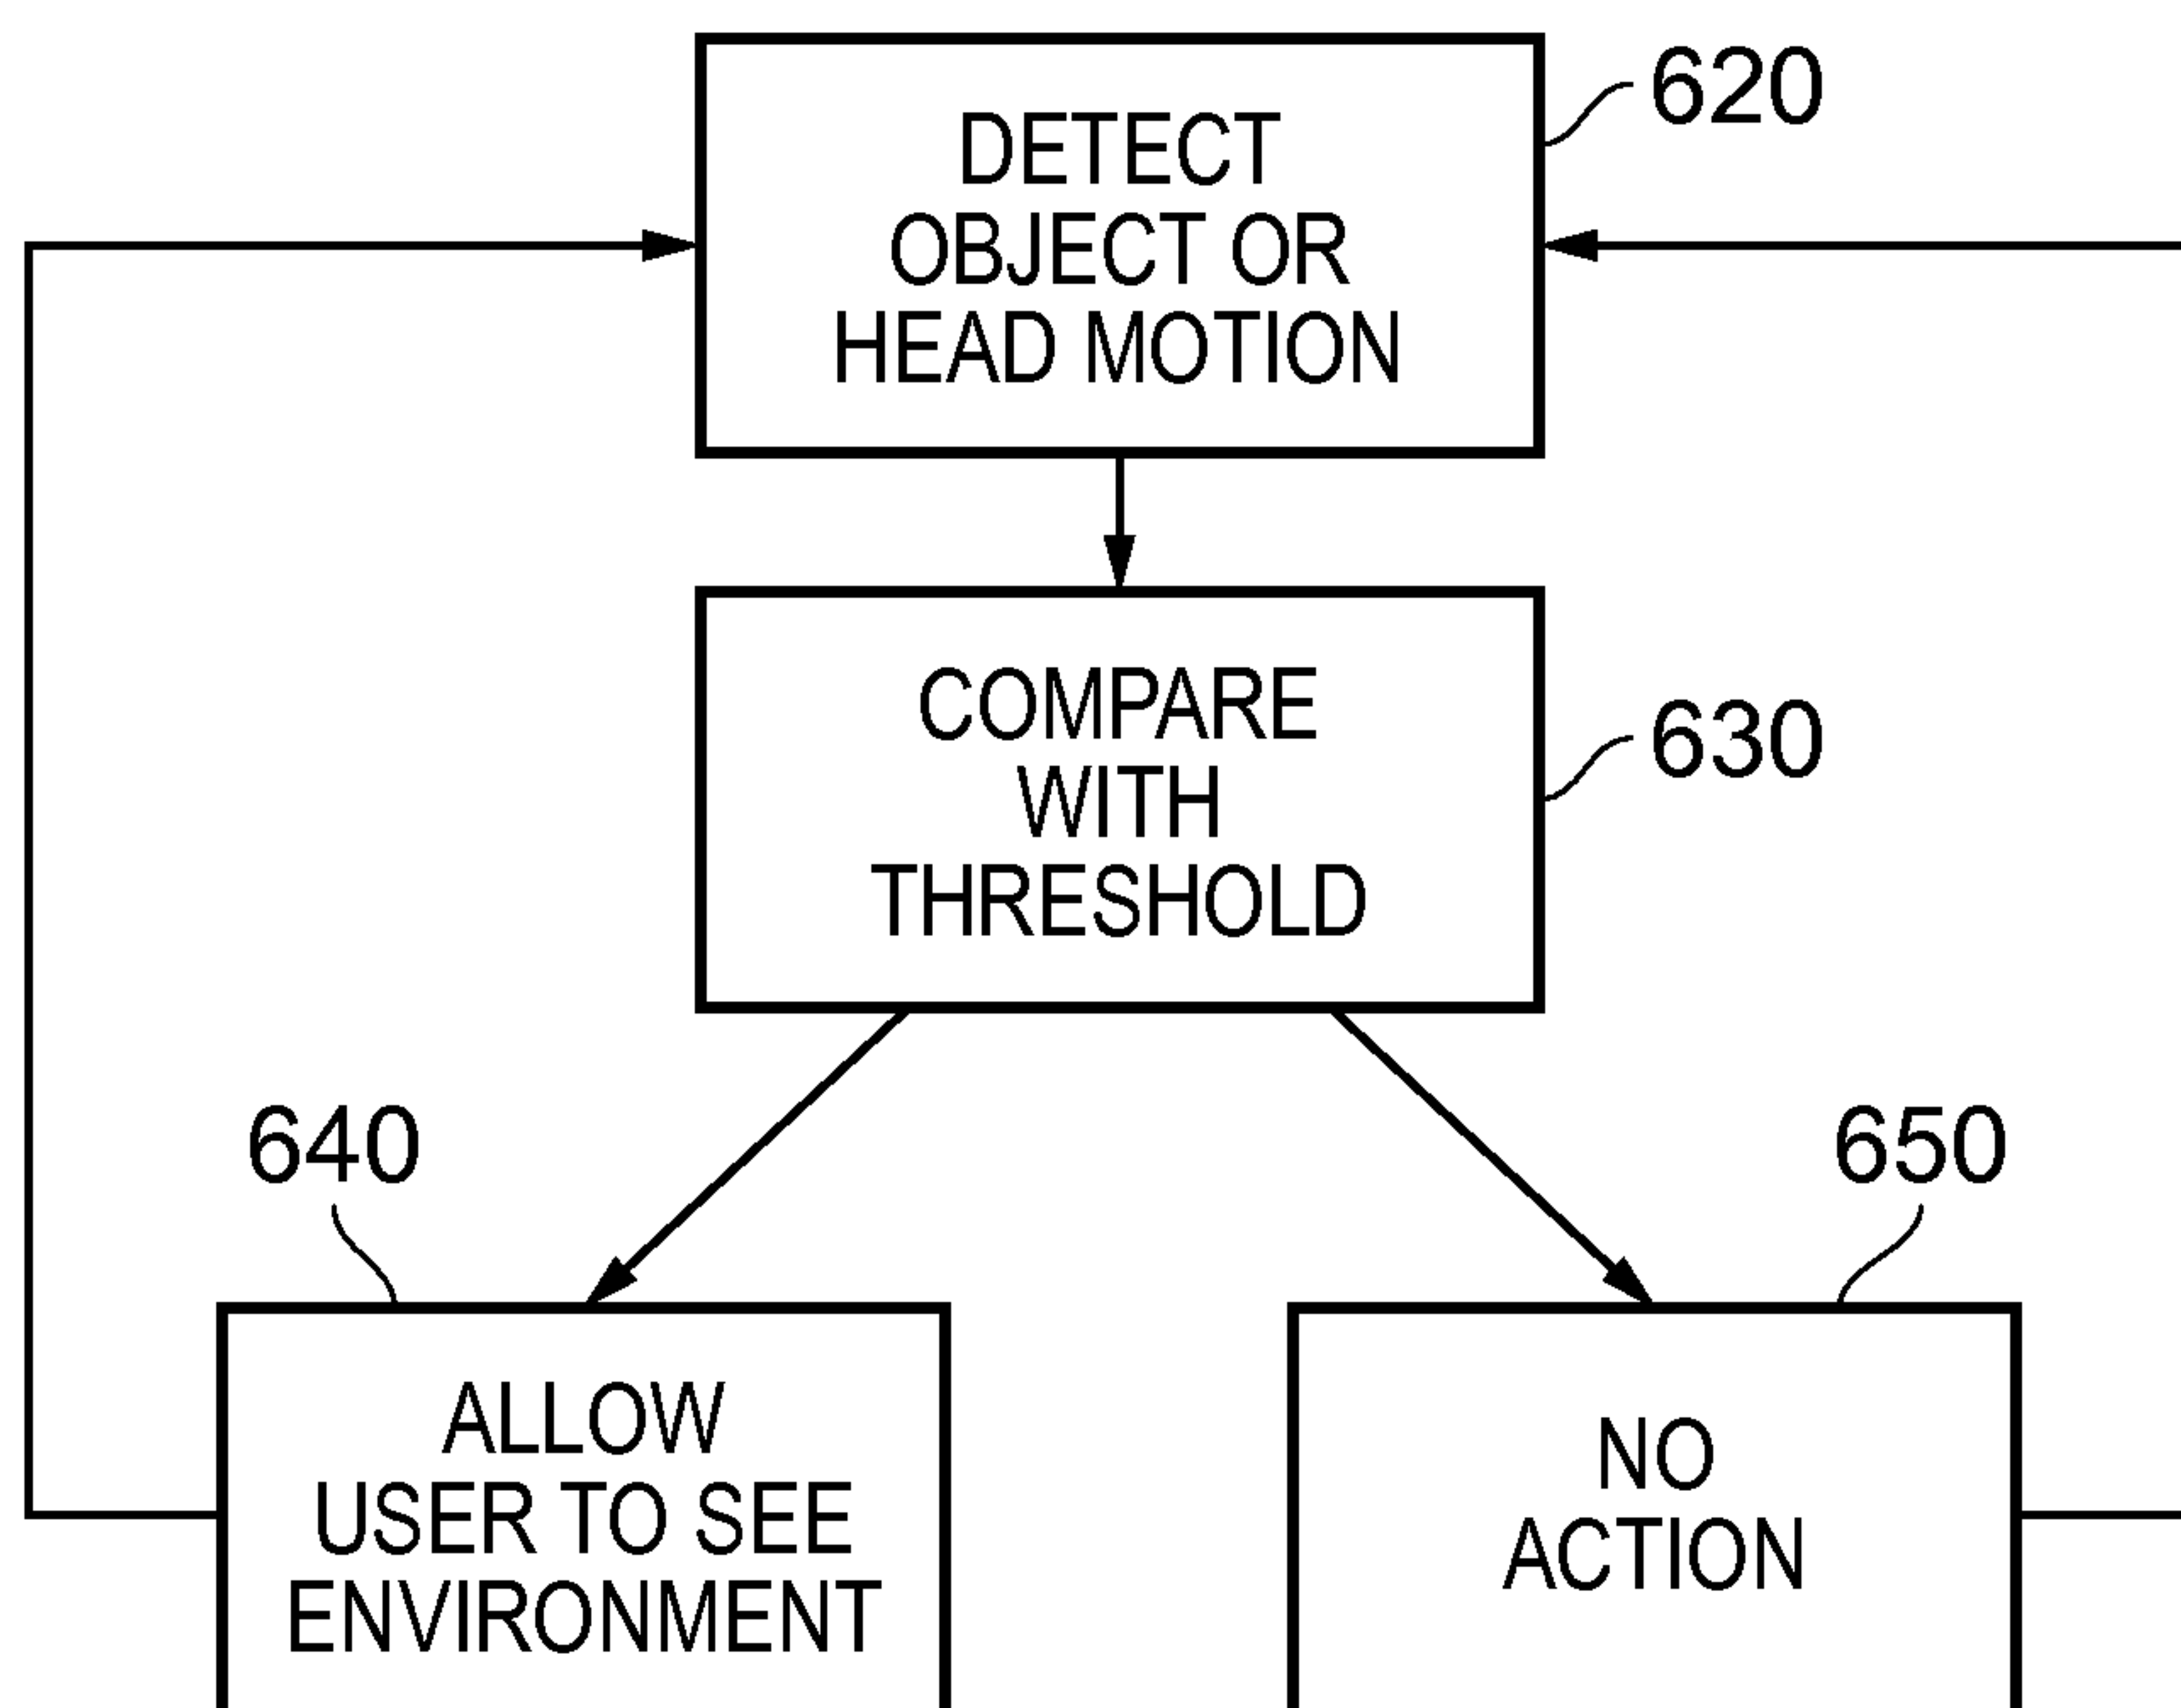 DETECT
OBJECT OR
HEAD MOTION
620
COMPARE
WITH
THRESHOLD
630
640
650
ALLOW
USER TO SEE
ENVIRONMENT
NO
ACTION